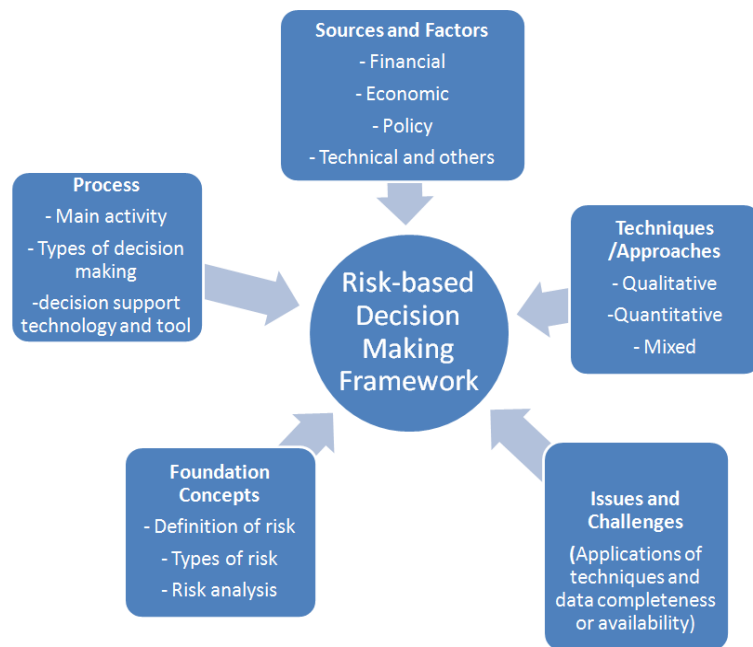 Sources and Factors
- Financial
- Economic
- Policy
- Technical and others
Process
- Main activity
- Types of decision
making
-decision support
technology and tool
Techniques
/Approaches
- Qualitative
-Quantitative
- Mixed
Risk-based
Decision
Making
Framework
Foundation
Concepts
- Definition of risk
- Types of risk
- Risk analysis
Issues and
Challenges
(Applications of
techniques and
data completeness
or availability)